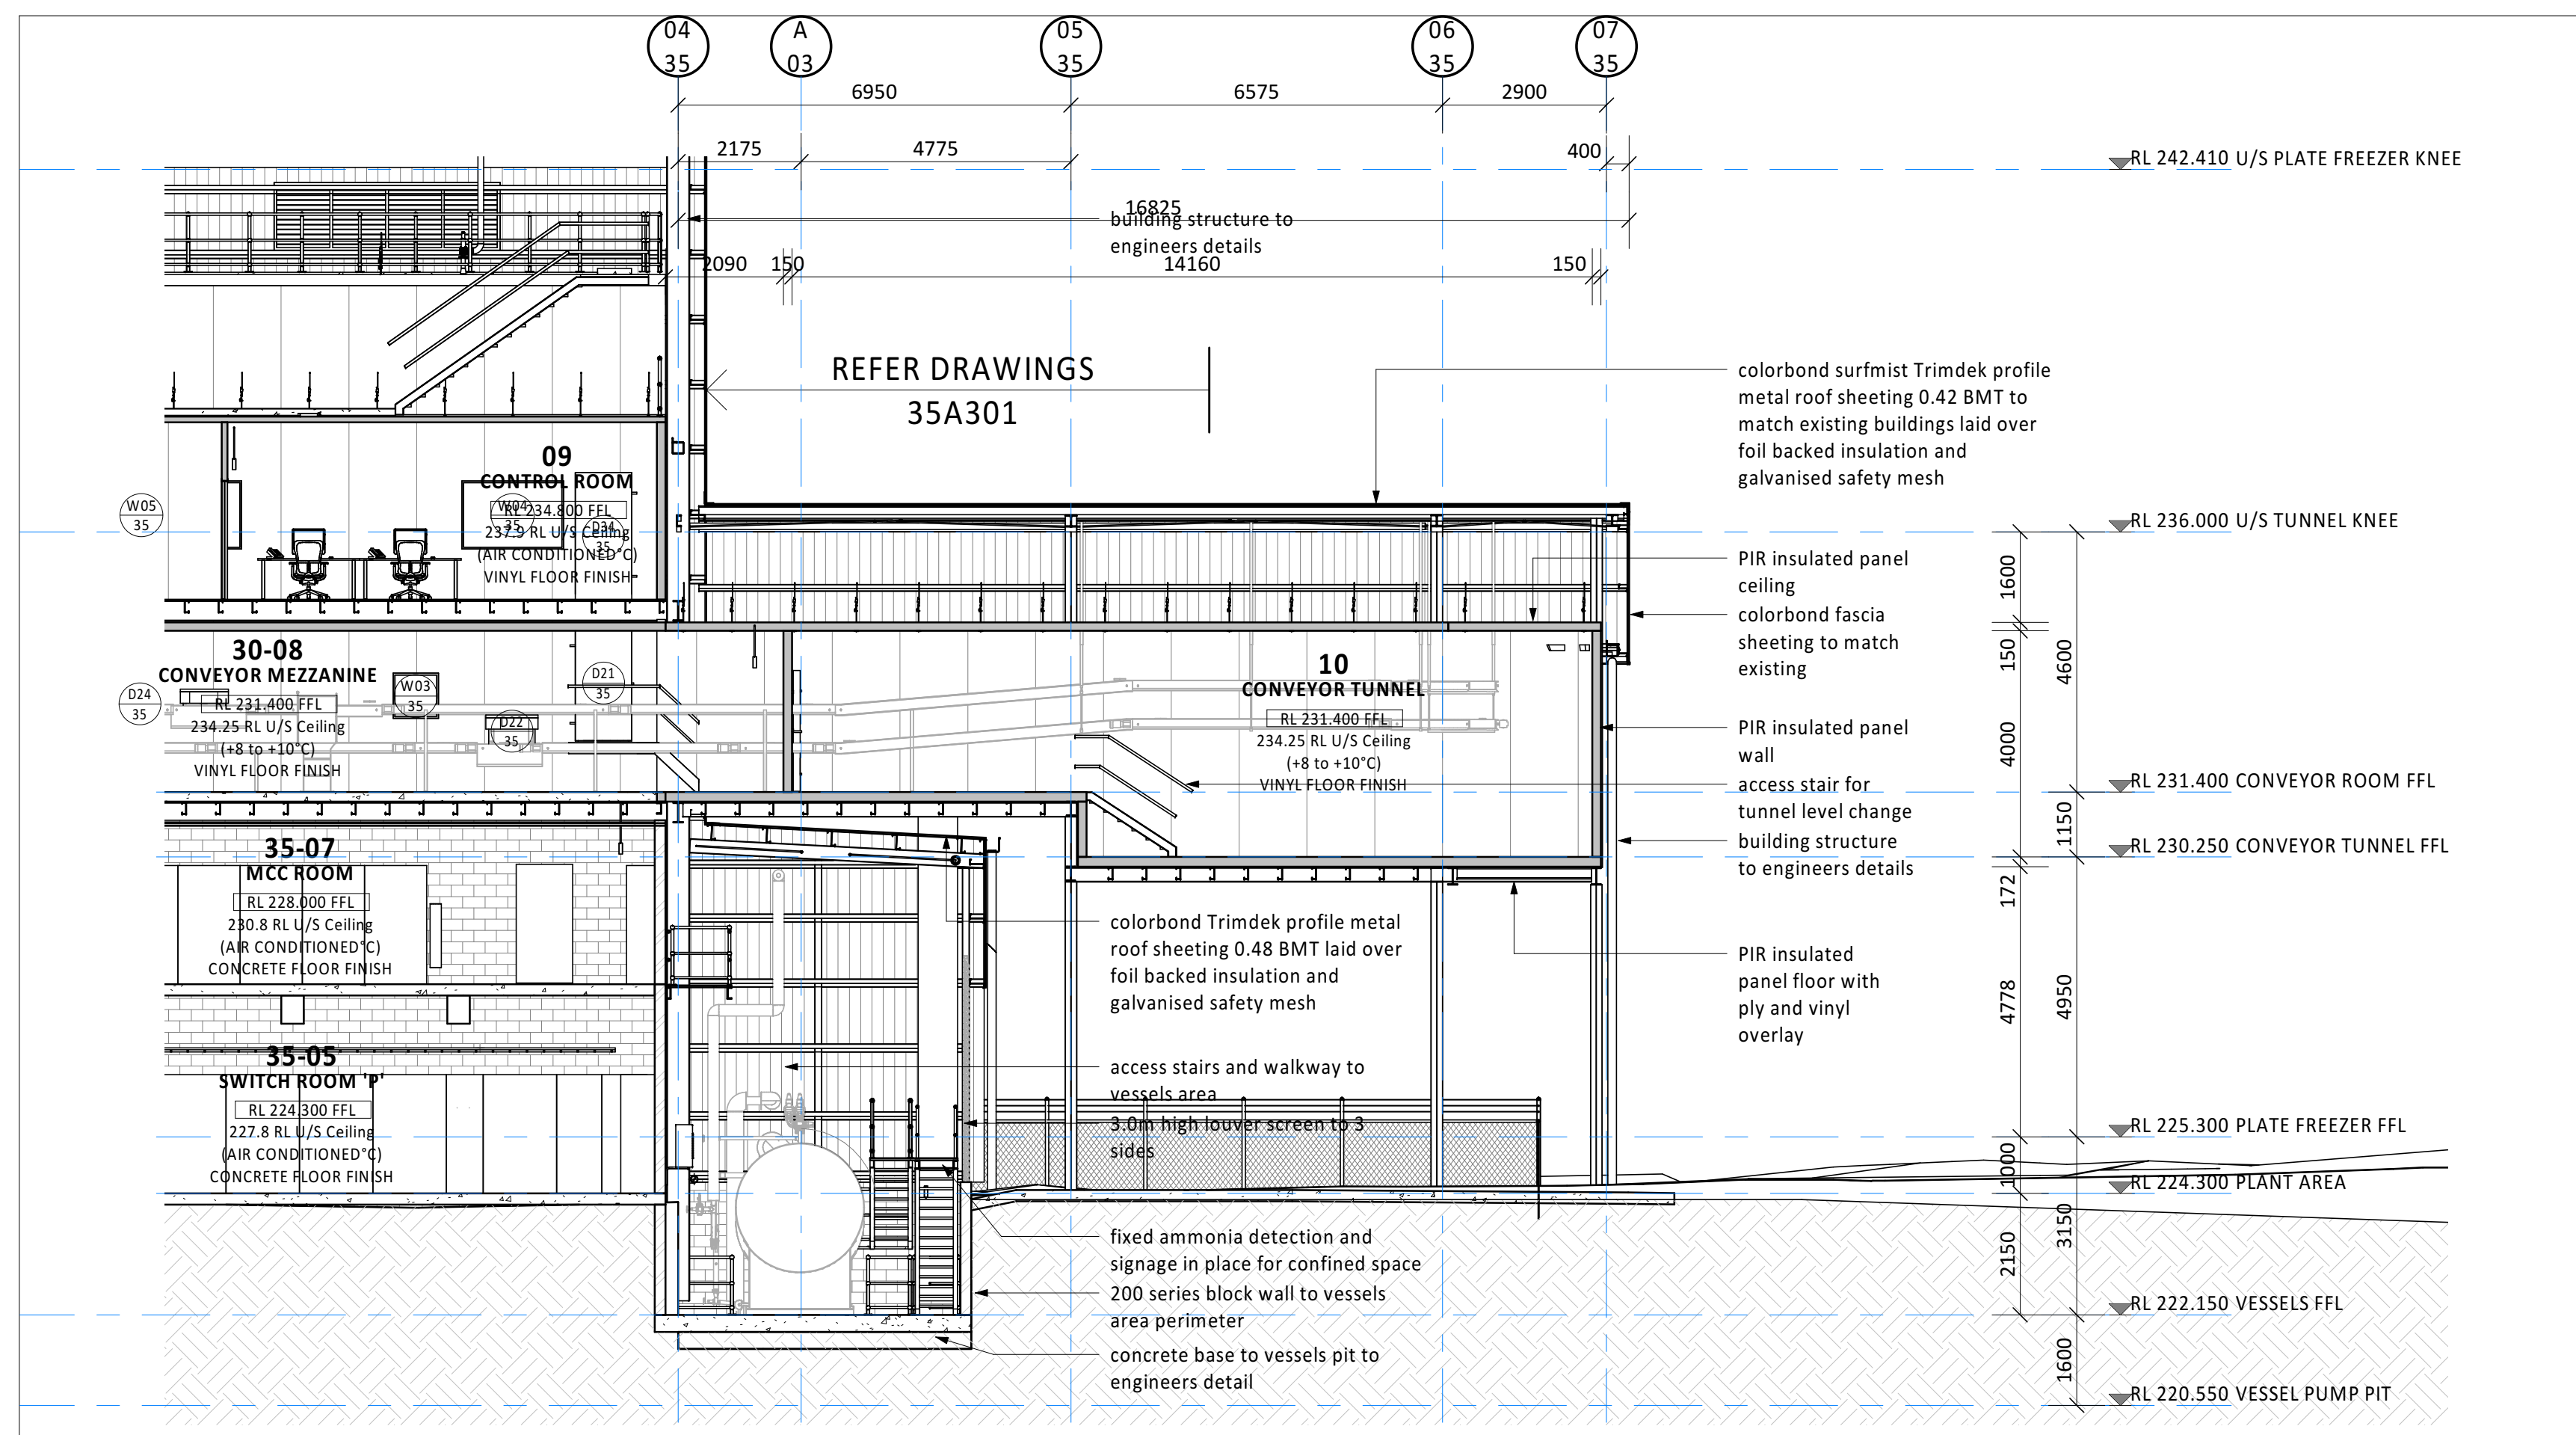 04
35
A
03
05
35
06
35
07
35
6950
6575
2900
2175
4775
400
RL 242.410 U/S PLATE FREEZER KNEE
16825
building structure to
engineers details
2090
150
14160
150
REFER DRAWINGS
35A301
colorbond surfmist Trimdek profile
metal roof sheeting 0.42 BMT to
match existing buildings laid over
foil backed insulation and
galvanised safety mesh
09
CONTROL ROOM
RL 234.800 FFL
237.9 RL U/S Ceiling
(AIR CONDITIONED°C)
VINYL FLOOR FINISH
W05
35
W04
35
D34
35
RL 236.000 U/S TUNNEL KNEE
PIR insulated panel
ceiling
colorbond fascia
sheeting to match
existing
1600
150
4600
4000
30-08
CONVEYOR MEZZANINE
RL 231.400 FFL
234.25 RL U/S Ceiling
(+8 to +10°C)
VINYL FLOOR FINISH
D24
35
W03
35
D22
35
D21
35
10
CONVEYOR TUNNEL
RL 231.400 FFL
234.25 RL U/S Ceiling
(+8 to +10°C)
VINYL FLOOR FINISH
PIR insulated panel
wall
access stair for
tunnel level change
building structure
to engineers details
RL 231.400 CONVEYOR ROOM FFL
1150
RL 230.250 CONVEYOR TUNNEL FFL
172
35-07
MCC ROOM
RL 228.000 FFL
230.8 RL U/S Ceiling
(AIR CONDITIONED°C)
CONCRETE FLOOR FINISH
colorbond Trimdek profile metal
roof sheeting 0.48 BMT laid over
foil backed insulation and
galvanised safety mesh
PIR insulated
panel floor with
ply and vinyl
overlay
4778
4950
35-05
SWITCH ROOM 'P'
RL 224.300 FFL
227.8 RL U/S Ceiling
(AIR CONDITIONED°C)
CONCRETE FLOOR FINISH
access stairs and walkway to
vessels area
3.0m high louver screen to 3
sides
RL 225.300 PLATE FREEZER FFL
1000
RL 224.300 PLANT AREA
3150
2150
fixed ammonia detection and
signage in place for confined space
200 series block wall to vessels
area perimeter
concrete base to vessels pit to
engineers detail
RL 222.150 VESSELS FFL
1600
RL 220.550 VESSEL PUMP PIT